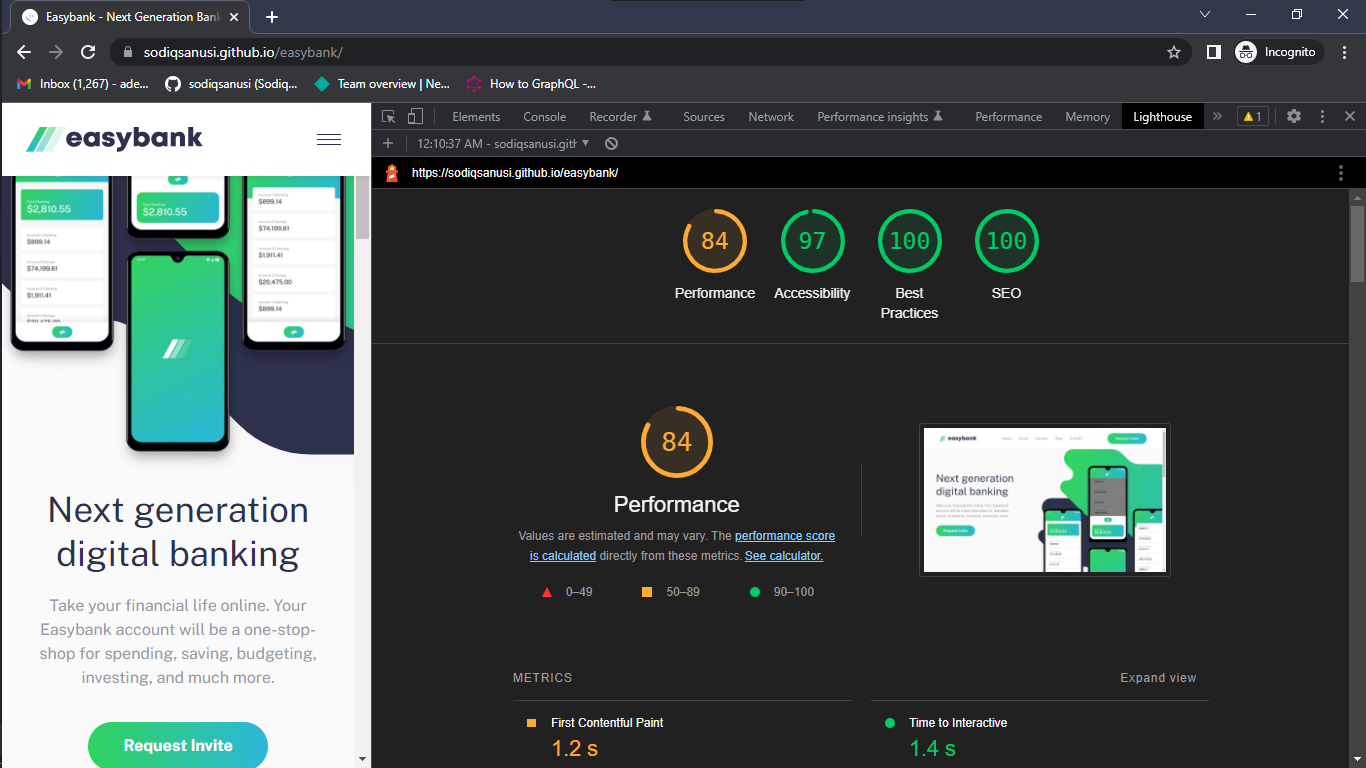 Easybank - Next Generation Bank
sodiqsanusi.github.io/easybank/
Incognito
Inbox (1,267) - ade...
sodiqsanusi (Sodiq...
Team overview | Ne...
How to GraphQL -...
easybank
$2,810.55
$899.14
$74,199.61
$1,911.41
$20,475.00
$2,810.55
$899.14
$74,199.61
$1,911.41
$20,475.00
$899.14
Next generation
digital banking
Take your financial life online. Your
Easybank account will be a one-stop-
shop for spending, saving, budgeting,
investing, and much more.
Request Invite
Elements
Console
Recorder
Sources
Network
Performance insights
Performance
Memory
Lighthouse
1
12:10:37 AM - sodiqsanusi.gith
https://sodiqsanusi.github.io/easybank/
84
Performance
97
Accessibility
100
Best
Practices
100
SEO
84
Performance
Values are estimated and may vary. The performance score
is calculated directly from these metrics. See calculator.
0–49
50–89
90–100
easybank
Request Invite
Next generation
digital banking
Request Invite
METRICS
Expand view
First Contentful Paint
1.2 s
Time to Interactive
1.4 s